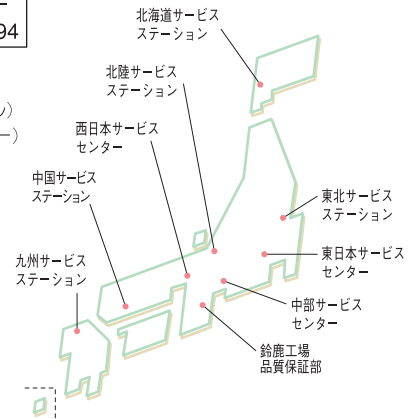 94
ン)
ー)
北海道サービス
ステーション
北陸サービス
ステーション
西日本サービス
センター
中国サービス
ステーション
九州サービス
ステーション
東北サービス
ステーション
東日本サービス
センター
中部サービス
センター
鈴鹿工場
品質保証部